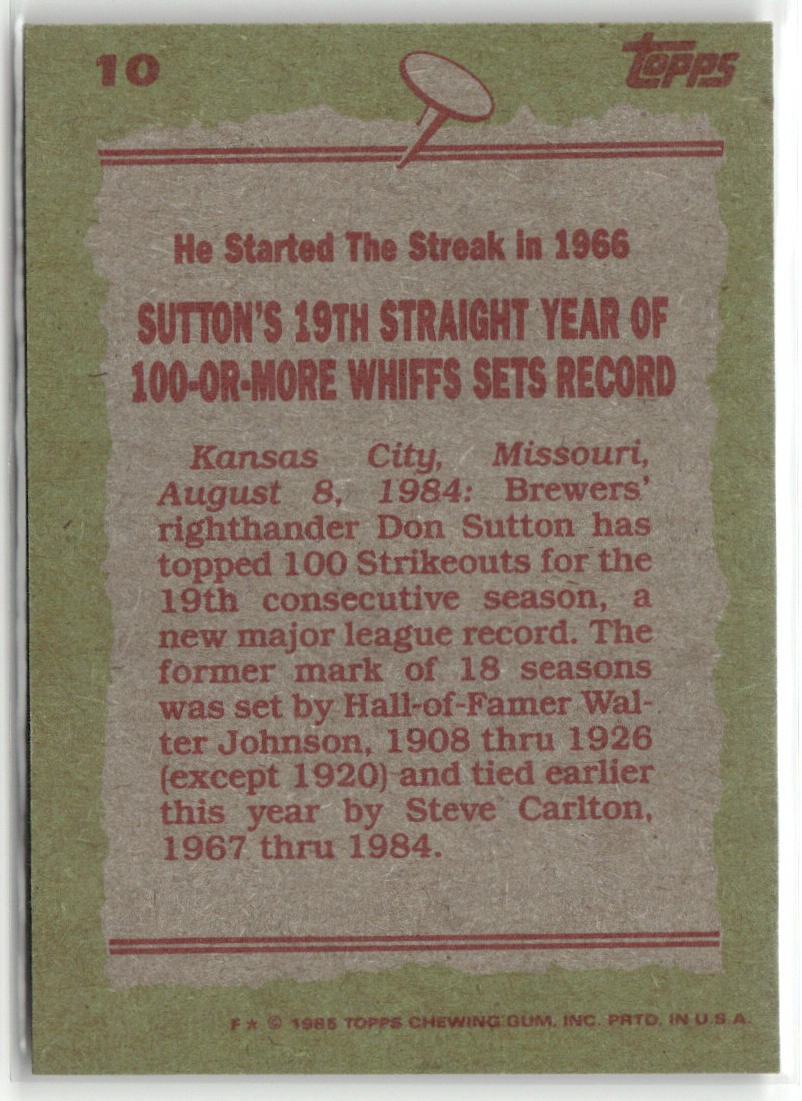 10
Topps
He Started The Streak in 1966
SUTTON'S 19TH STRAIGHT YEAR OF
100-OR-MORE WHIFFS SETS RECORD
Kansas City, Missouri,
August 8, 1984: Brewers'
righthander Don Sutton has
topped 100 Strikeouts for the
19th consecutive season, a
new major league record. The
former mark of 18 seasons
was set by Hall-of-Famer Wal-
ter Johnson, 1908 thru 1926
(except 1920) and tied earlier
this year by Steve Carlton,
1967 thru 1984.
F * © 1985 TOPPS CHEWING GUM, INC. PRTD. IN U.S.A.